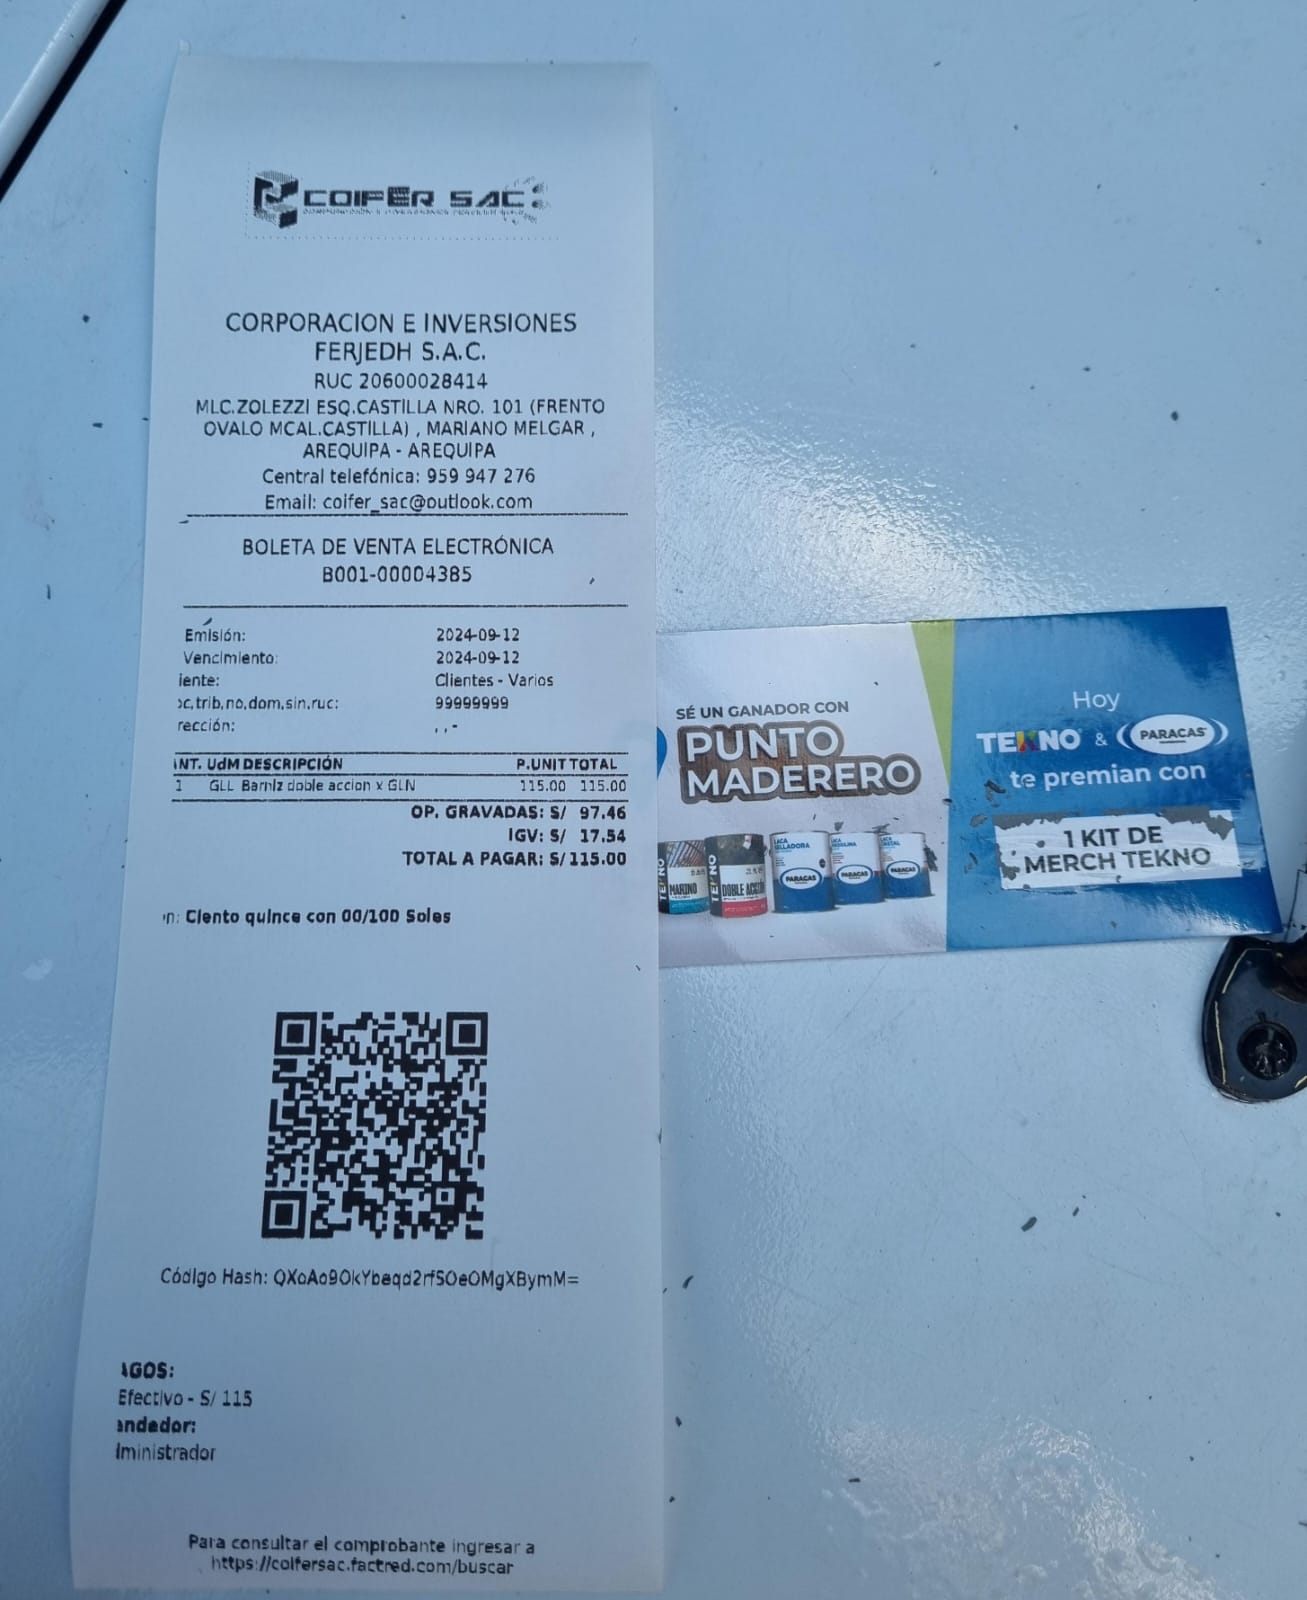 COIFER SAC
CORPORACION E INVERSIONES
FERJEDH S.A.C.
RUC 20600028414
MLC.ZOLEZZI ESQ.CASTILLA NRO. 101 (FRENTO
OVALO MCAL.CASTILLA) , MARIANO MELGAR ,
AREQUIPA - AREQUIPA
Central telefónica: 959 947 276
Email: coifer_sac@outlook.com
BOLETA DE VENTA ELECTRÓNICA
B001-00004385
Emisión: 2024-09-12
Vencimiento: 2024-09-12
iente: Clientes - Varios
oc,trib,no,dom,sin,ruc: 99999999
rección: , , -
ANT. UdM DESCRIPCIÓN P.UNIT TOTAL
1 GLL Barniz doble accion x GLN 115.00 115.00
OP. GRAVADAS: S/ 97.46
IGV: S/ 17.54
TOTAL A PAGAR: S/ 115.00
n: Ciento quince con 00/100 Soles
Código Hash: QXoAo9OkYbeqd2rfSOeOMgXBymM=
AGOS:
Efectivo - S/ 115
endedor:
dministrador
Para consultar el comprobante ingresar a
https://coifersac.factred.com/buscar
SÉ UN GANADOR CON
PUNTO
MADERERO
TEKNO
MARINO
TEKNO
DOBLE ACCIÓN
LACA
SELLADORA
PARACAS
LACA
PARACAS
LACA
CRISTAL
PARACAS
Hoy
TEKNO & PARACAS
te premian con
1 KIT DE
MERCH TEKNO